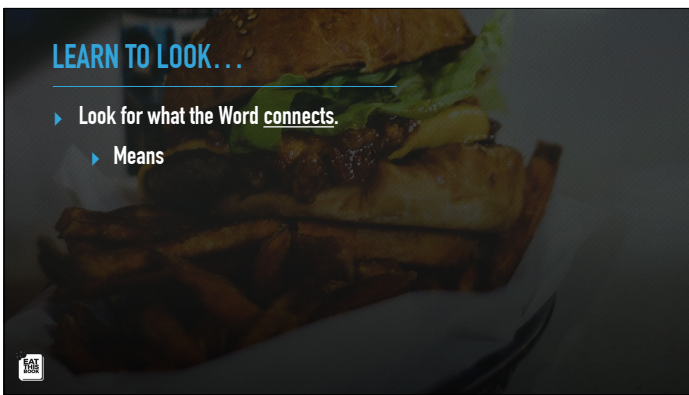 LEARN TO LOOK...
Look for what the Word connects.
Means
EAT
THIS
BOOK